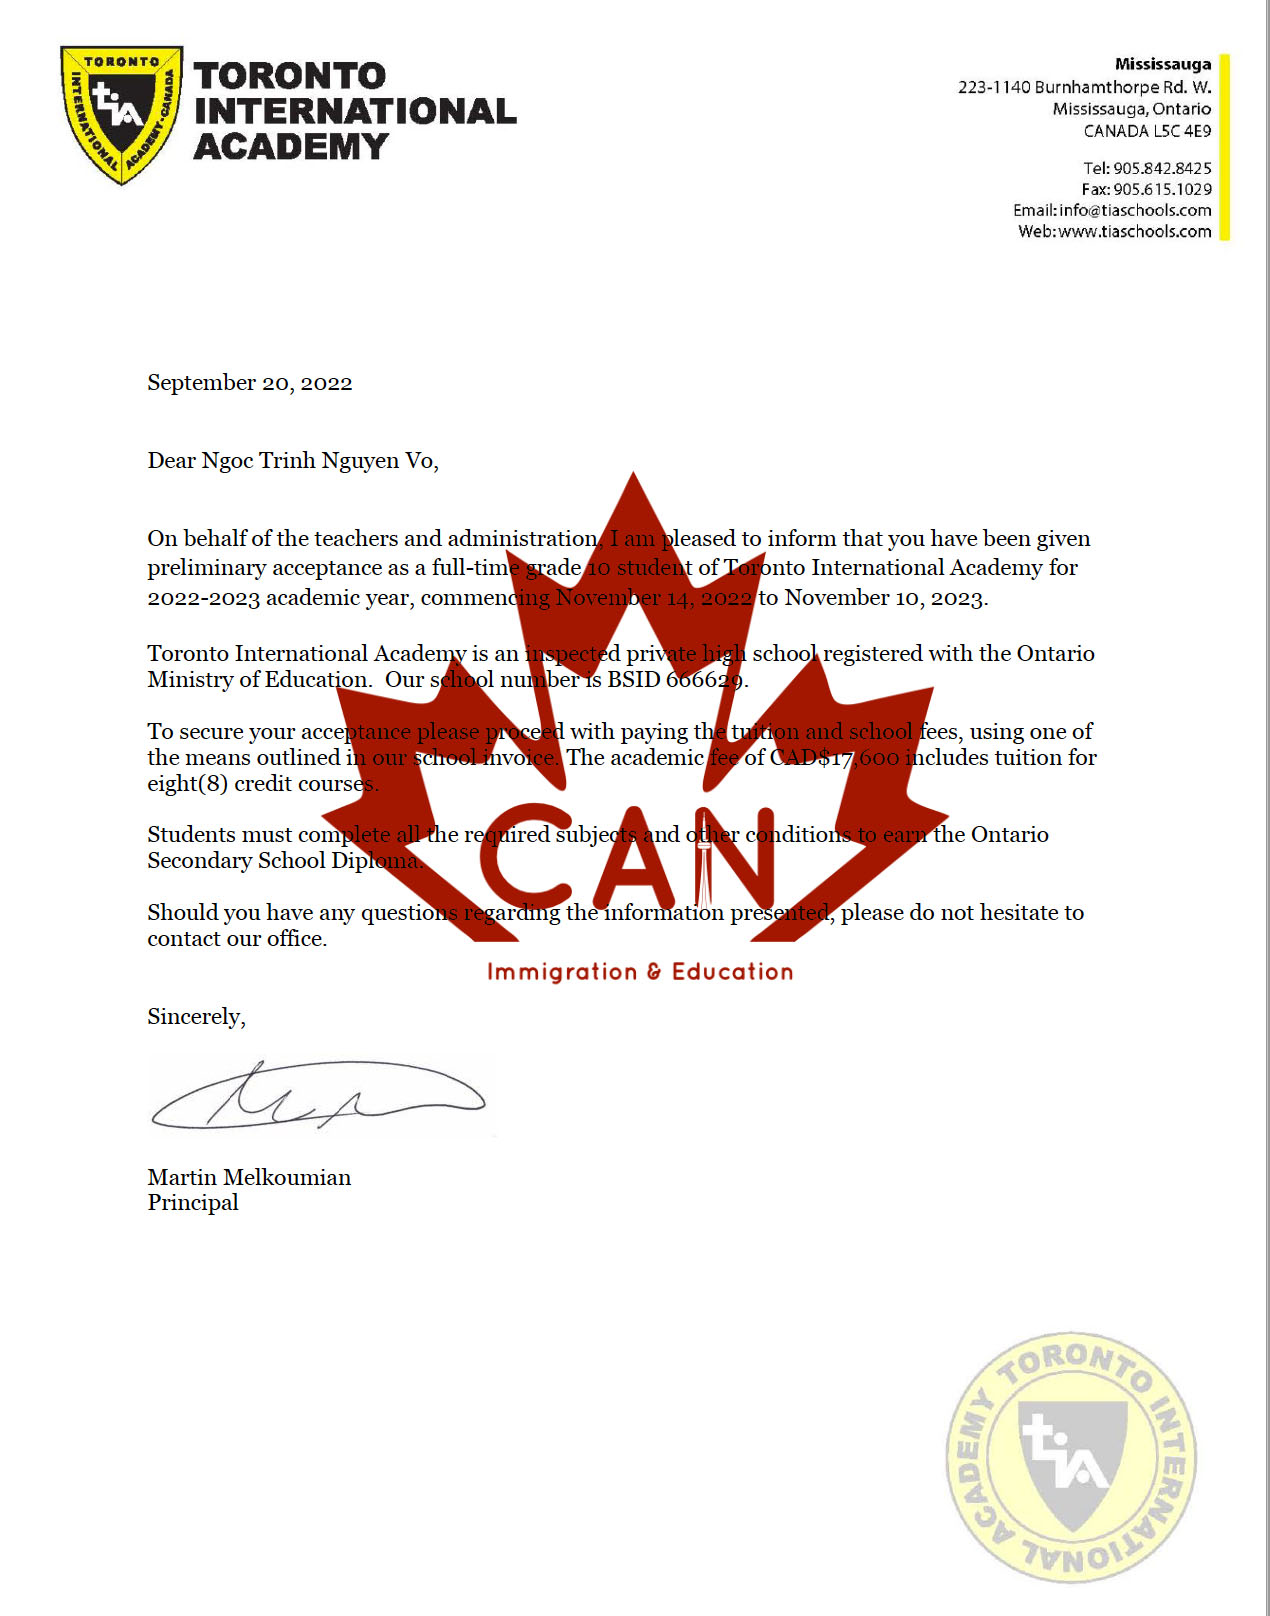 TORONTO
INTERNATIONAL
ACADEMY-CANADA
tia
TORONTO
INTERNATIONAL
ACADEMY
Mississauga
223-1140 Burnhamthorpe Rd. W.
Mississauga, Ontario
CANADA L5C 4E9
Tel: 905.842.8425
Fax: 905.615.1029
Email: info@tiaschools.com
Web: www.tiaschools.com
September 20, 2022
Dear Ngoc Trinh Nguyen Vo,
On behalf of the teachers and administration, I am pleased to inform that you have been given
preliminary acceptance as a full-time grade 10 student of Toronto International Academy for
2022-2023 academic year, commencing November 14, 2022 to November 10, 2023.
Toronto International Academy is an inspected private high school registered with the Ontario
Ministry of Education.  Our school number is BSID 666629.
To secure your acceptance please proceed with paying the tuition and school fees, using one of
the means outlined in our school invoice. The academic fee of CAD$17,600 includes tuition for
eight(8) credit courses.
Students must complete all the required subjects and other conditions to earn the Ontario
Secondary School Diploma.
CAN
Should you have any questions regarding the information presented, please do not hesitate to
contact our office.
Immigration & Education
Sincerely,
Martin Melkoumian
Principal
TORONTO INTERNATIONAL ACADEMY
tia